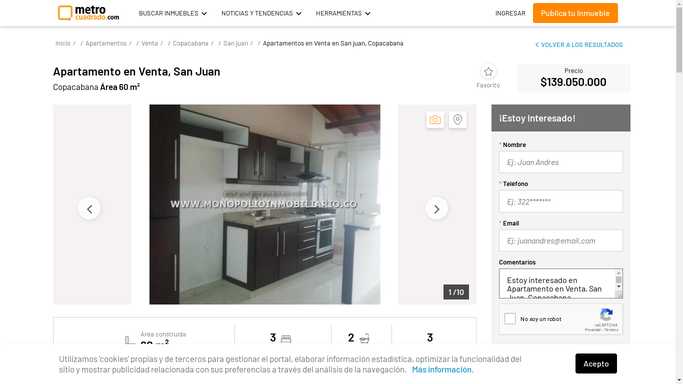 metro
cuadrado.com
BUSCAR INMUEBLES
NOTICIAS Y TENDENCIAS
HERRAMIENTAS
INGRESAR
Publica tu Inmueble
Inicio / / Apartamentos / / Venta / / Copacabana / / San juan / / Apartamentos en Venta en San juan, Copacabana
VOLVER A LOS RESULTADOS
Apartamento en Venta, San Juan
Copacabana Área 60 m²
Favorito
Precio
$139.050.000
WWW.MONOPOLIOINMOBILIARIO.CO
1 /10
¡Estoy Interesado!
* Nombre
Ej: Juan Andres
* Telefono
Ej: 322*******
* Email
Ej: juanandres@email.com
Comentarios
Estoy interesado en
Apartamento en Venta, San
Juan, Copacabana
No soy un robot
reCAPTCHA
Privacidad - Términos
Área construida
3
2
3
Utilizamos 'cookies' propias y de terceros para gestionar el portal, elaborar información estadística, optimizar la funcionalidad del
sitio y mostrar publicidad relacionada con sus preferencias a través del análisis de la navegación. Más información.
Acepto